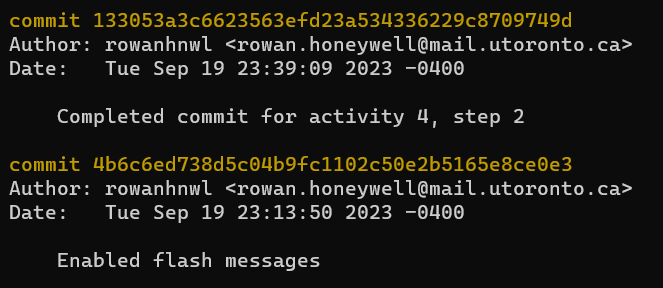 commit 133053a3c6623563efd23a534336229c8709749d
Author: rowanhnwl <rowan.honeywell@mail.utoronto.ca>
Date:   Tue Sep 19 23:39:09 2023 -0400
Completed commit for activity 4, step 2
commit 4b6c6ed738d5c04b9fc1102c50e2b5165e8ce0e3
Author: rowanhnwl <rowan.honeywell@mail.utoronto.ca>
Date:   Tue Sep 19 23:13:50 2023 -0400
Enabled flash messages